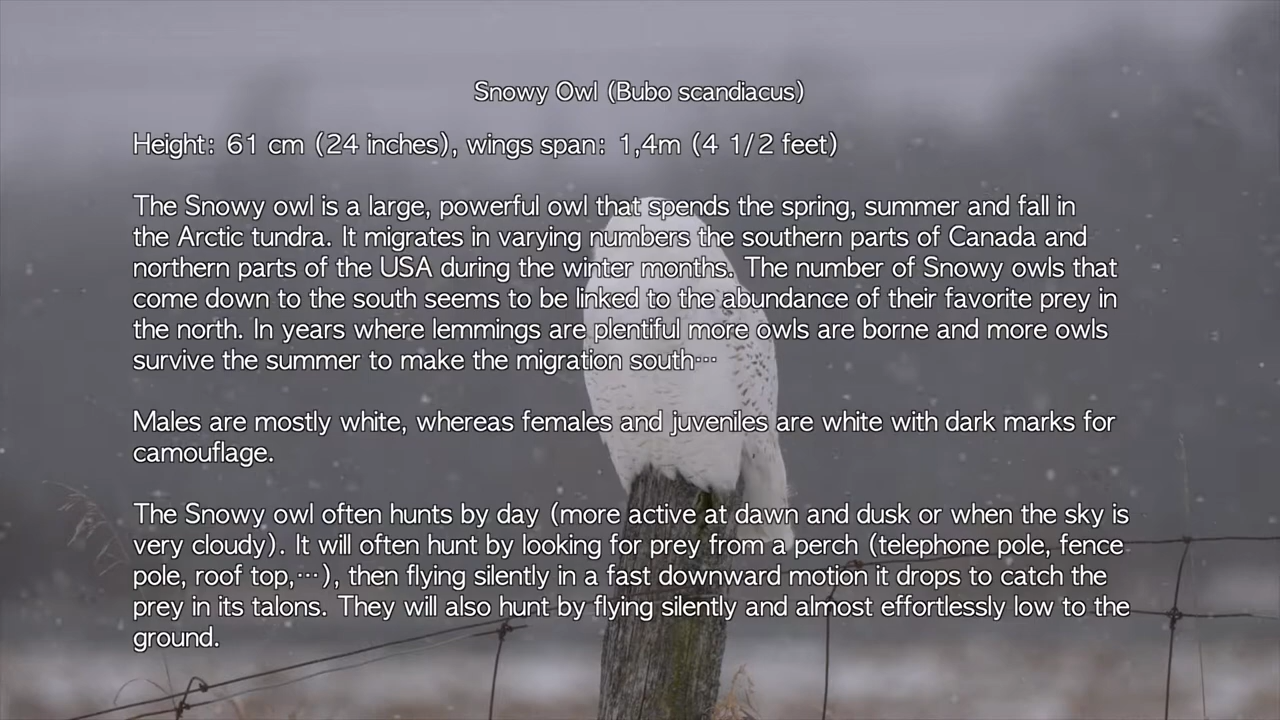 Snowy Owl (Bubo scandiacus)
Height: 61 cm (24 inches), wings span: 1,4m (4 1/2 feet)
The Snowy owl is a large, powerful owl that spends the spring, summer and fall in
the Arctic tundra. It migrates in varying numbers the southern parts of Canada and
northern parts of the USA during the winter months. The number of Snowy owls that
come down to the south seems to be linked to the abundance of their favorite prey in
the north. In years where lemmings are plentiful more owls are borne and more owls
survive the summer to make the migration south…
Males are mostly white, whereas females and juveniles are white with dark marks for
camouflage.
The Snowy owl often hunts by day (more active at dawn and dusk or when the sky is
very cloudy). It will often hunt by looking for prey from a perch (telephone pole, fence
pole, roof top,…), then flying silently in a fast downward motion it drops to catch the
prey in its talons. They will also hunt by flying silently and almost effortlessly low to the
ground.